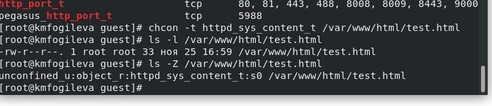 http_port_t tcp 80, 81, 443, 488, 8008, 8009, 8443, 9000
pegasus_http_port_t tcp 5988
[root@kmfogileva guest]# chcon -t httpd_sys_content_t /var/www/html/test.html
[root@kmfogileva guest]# ls -l /var/www/html/test.html
-rw-r--r--. 1 root root 33 ноя 25 16:59 /var/www/html/test.html
[root@kmfogileva guest]# ls -Z /var/www/html/test.html
unconfined_u:object_r:httpd_sys_content_t:s0 /var/www/html/test.html
[root@kmfogileva guest]#